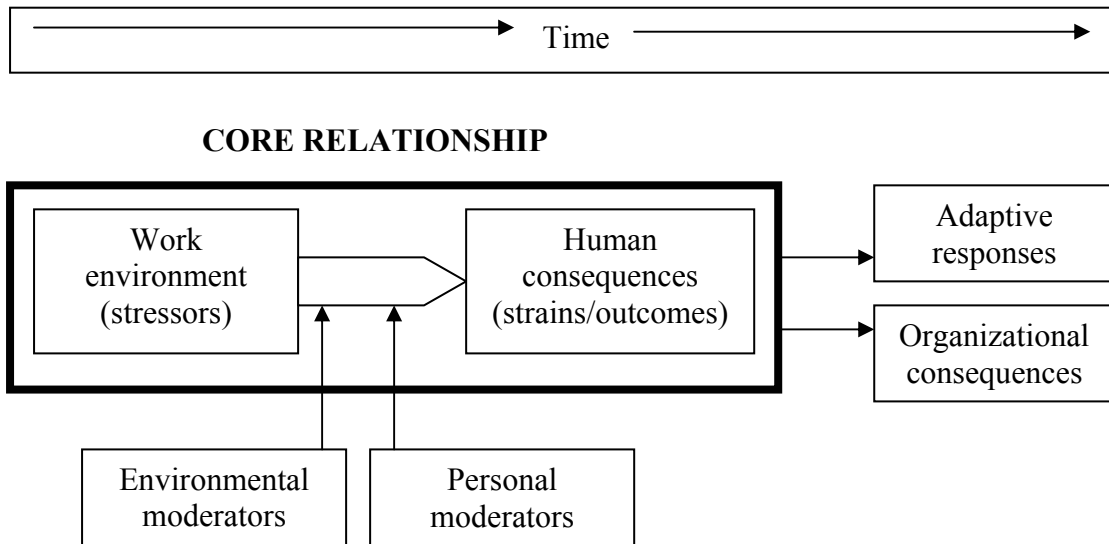 Time
CORE RELATIONSHIP
Work
environment
(stressors)
Human
consequences
(strains/outcomes)
Adaptive
responses
Organizational
consequences
Environmental
moderators
Personal
moderators